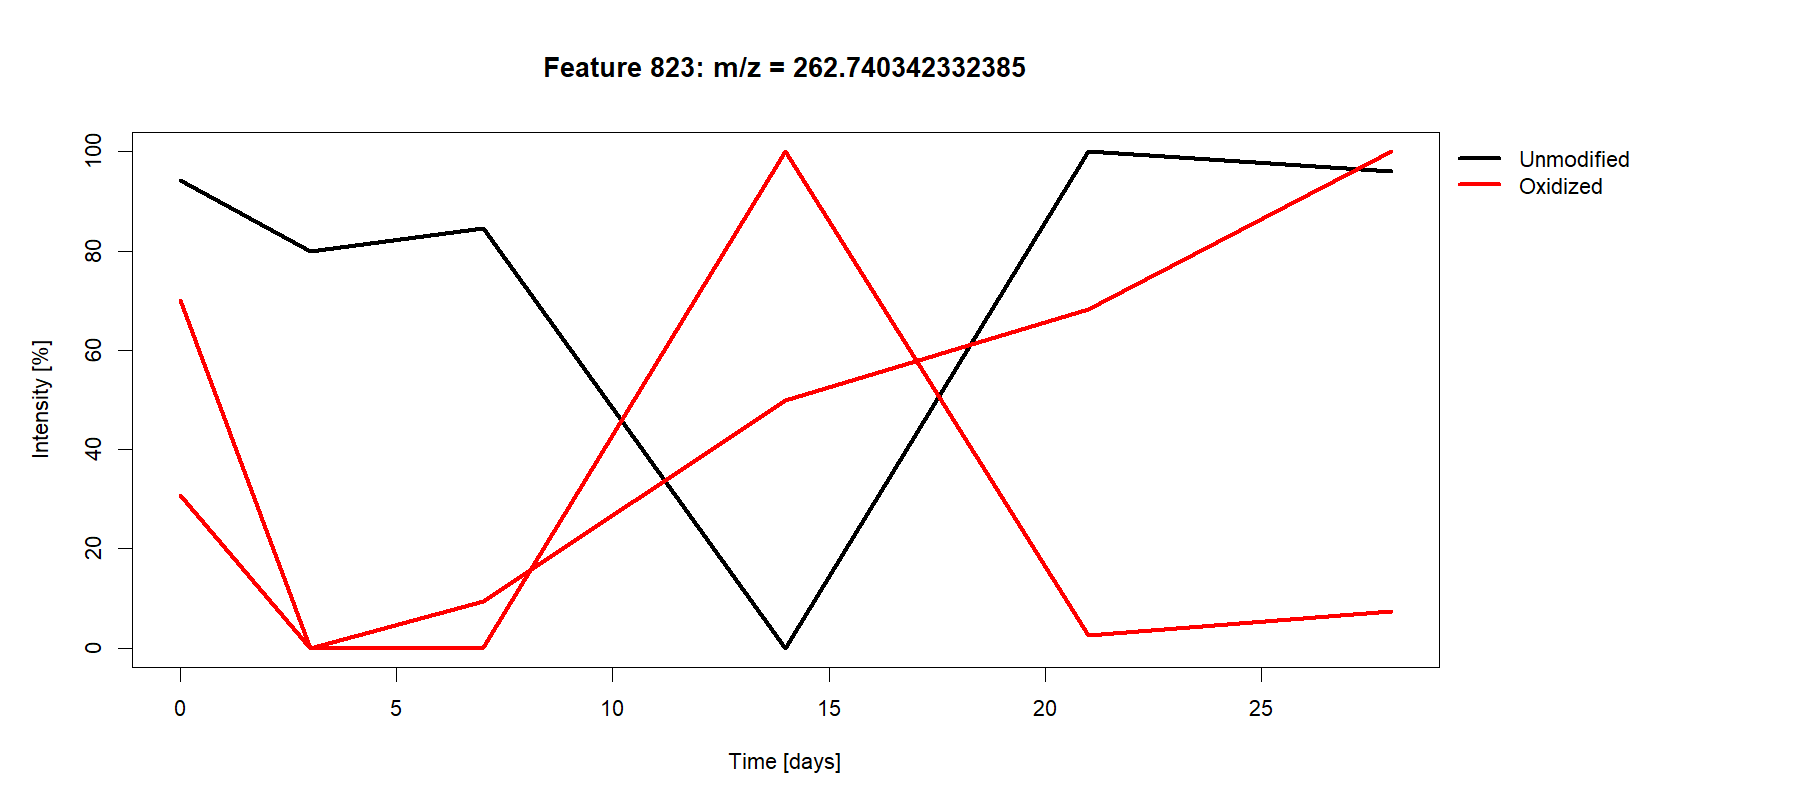 Feature 823: m/z = 262.740342332385
Unmodified
Oxidized
Intensity [%]
100
80
60
40
20
0
0 5 10 15 20 25
Time [days]